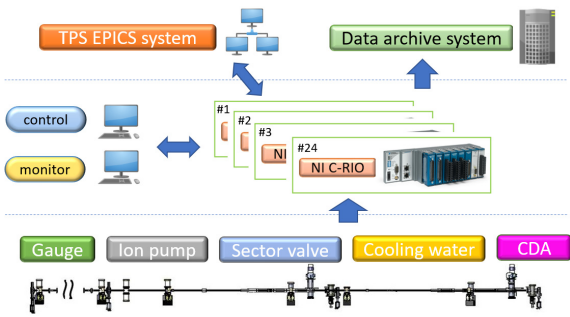 TPS EPICS system
Data archive system
control
monitor
#1
#2
#3
NI
#24
NI C-RIO
Gauge
Ion pump
Sector valve
Cooling water
CDA